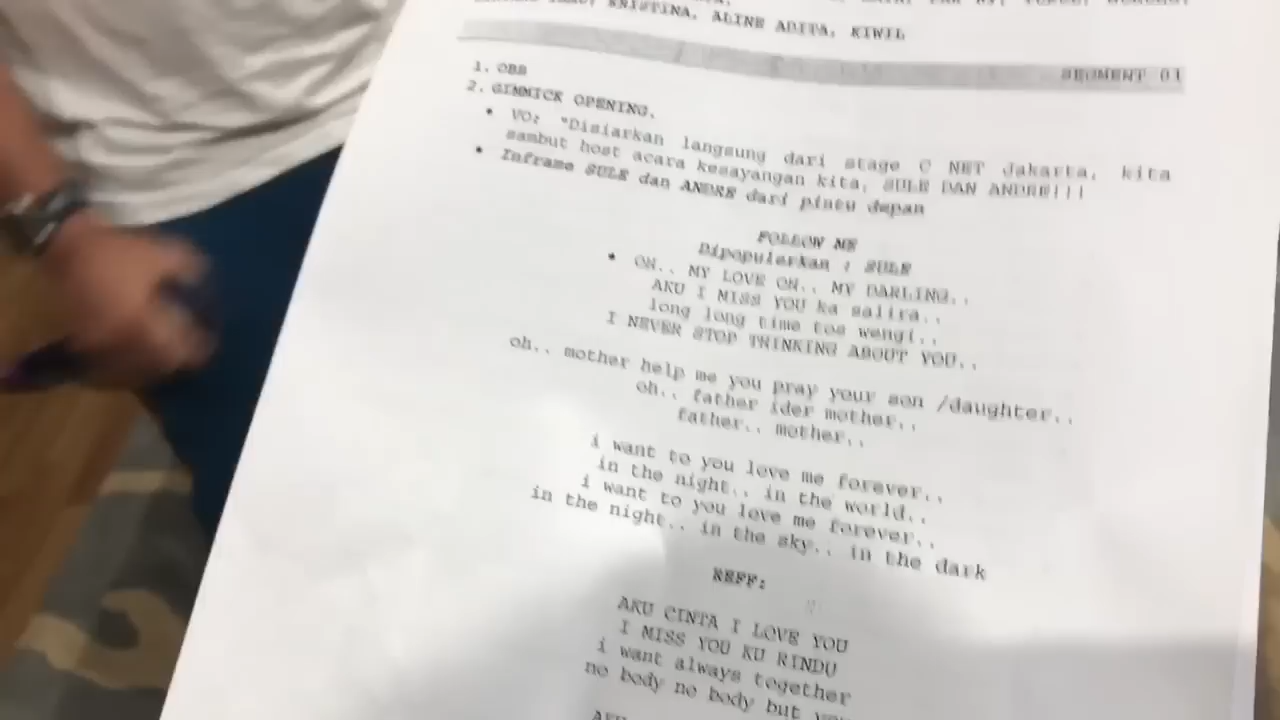 KRISTINA, ALINE ADITA, KIWIL
SEGMENT 01
1. OBB
2. GIMMICK OPENING.
• VO: "Disiarkan langsung dari stage C NET Jakarta, kita
sambut host acara kesayangan kita, SULE DAN ANDRE!!!
• Inframe SULE dan ANDRE dari pintu depan
FOLLOW ME
Dipopulerkan : SULE
• OH.. MY LOVE OH.. MY DARLING..
AKU I MISS YOU ka salira..
long long time tos wengi..
I NEVER STOP THINKING ABOUT YOU..
oh.. mother help me you pray your son /daughter..
oh.. father ider mother..
father.. mother..
i want to you love me forever..
in the night.. in the world..
i want to you love me forever..
in the night.. in the sky.. in the dark
REFF:
AKU CINTA I LOVE YOU
I MISS YOU KU RINDU
i want always together
no body no body but
AKU